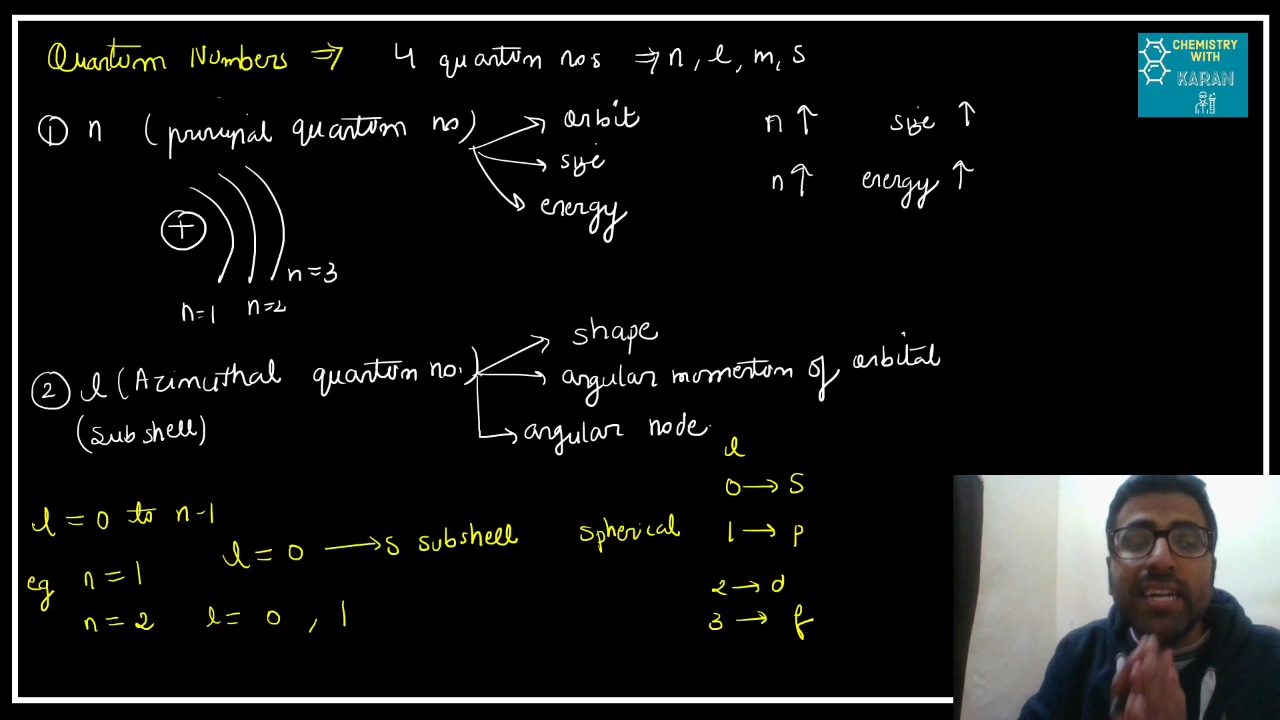 Quantum Numbers ⇒ 4 quantum nos ⇒ n, l, m, s
CHEMISTRY
WITH
KARAN
① n (principal quantum no)
orbit
size
energy
n ↑ size ↑
n ↑ energy ↑
+
n=1 n=2 n=3
② l (Azimuthal quantum no.)
(subshell)
shape
angular momentum of orbital
angular node
l = 0 to n-1
eg n = 1 l = 0 → s subshell spherical
n = 2 l = 0 , 1
l
0 → s
1 → p
2 → d
3 → f